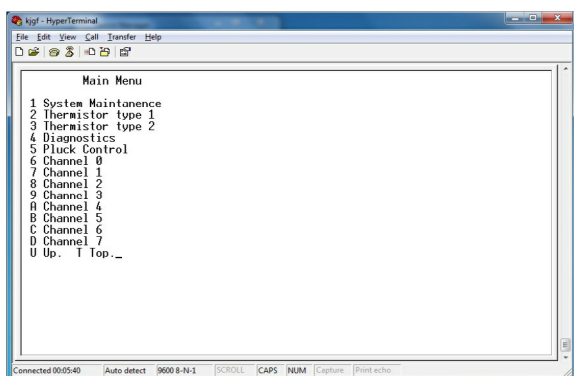 kjgf - HyperTerminal
File Edit View Call Transfer Help
Main Menu
1 System Maintanence
2 Thermistor type 1
3 Thermistor type 2
4 Diagnostics
5 Pluck Control
6 Channel 0
7 Channel 1
8 Channel 2
9 Channel 3
A Channel 4
B Channel 5
C Channel 6
D Channel 7
U Up. T Top._
Connected 00:05:40 Auto detect 9600 8-N-1 SCROLL CAPS NUM Capture Print echo